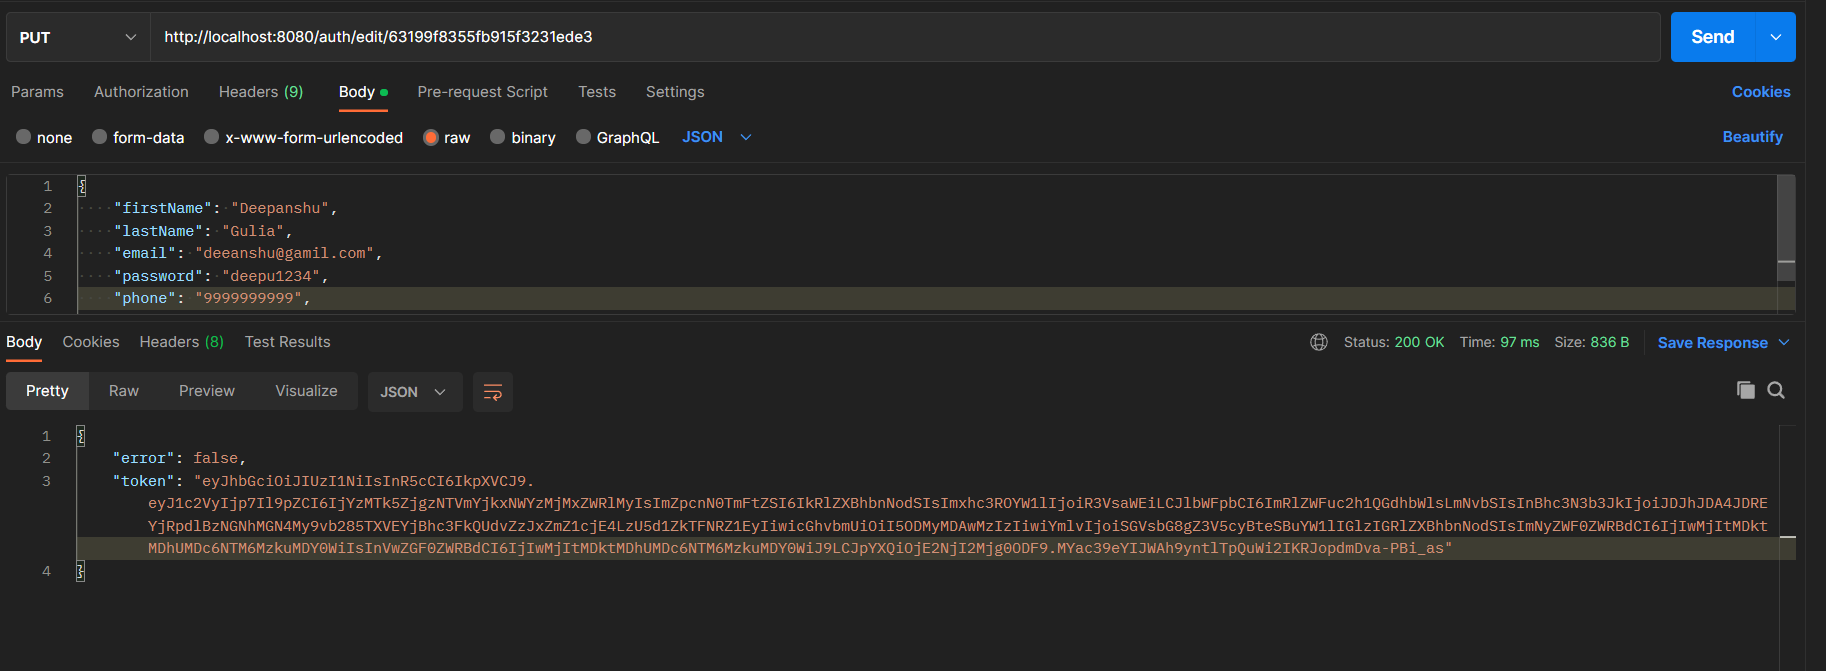 PUT http://localhost:8080/auth/edit/63199f8355fb915f3231ede3 Send
Params Authorization Headers (9) Body Pre-request Script Tests Settings Cookies
none form-data x-www-form-urlencoded raw binary GraphQL JSON Beautify
1 {
2 "firstName": "Deepanshu",
3 "lastName": "Gulia",
4 "email": "deeanshu@gamil.com",
5 "password": "deepu1234",
6 "phone": "9999999999",
Body Cookies Headers (8) Test Results Status: 200 OK Time: 97 ms Size: 836 B Save Response
Pretty Raw Preview Visualize JSON
1 {
2 "error": false,
3 "token": "eyJhbGciOiJIUzI1NiIsInR5cCI6IkpXVCJ9.
eyJ1c2VyIjp7Il9pZCI6IjYzMTk5ZjgzNTVmYjkxNWYzMjMxZWRlMyIsImZpcnN0TmFtZSI6IkRlZXBhbnNodSIsImxhc3ROYW1lIjoiR3VsaWEiLCJlbWFpbCI6ImRlZWFuc2h1QGdhbWlsLmNvbSIsInBhc3N3b3JkIjoiJDJhJDA4JDRE
YjRpdlBzNGNhMGN4My9vb285TXVEYjBhc3FkQUdvZzJxZmZ1cjE4LzU5d1ZkTFNRZ1EyIiwicGhvbmUiOiI5ODMyMDAwMzIzIiwiYmlvIjoiSGVsbG8gZ3V5cyBteSBuYW1lIGlzIGRlZXBhbnNodSIsImNyZWF0ZWRBdCI6IjIwMjItMDkt
MDhUMDc6NTM6MzkuMDY0WiIsInVwZGF0ZWRBdCI6IjIwMjItMDktMDhUMDc6NTM6MzkuMDY0WiJ9LCJpYXQiOjE2NjI2Mjg0ODF9.MYac39eYIJWAh9yntlTpQuWi2IKRJopdmDva-PBi_as"
4 }